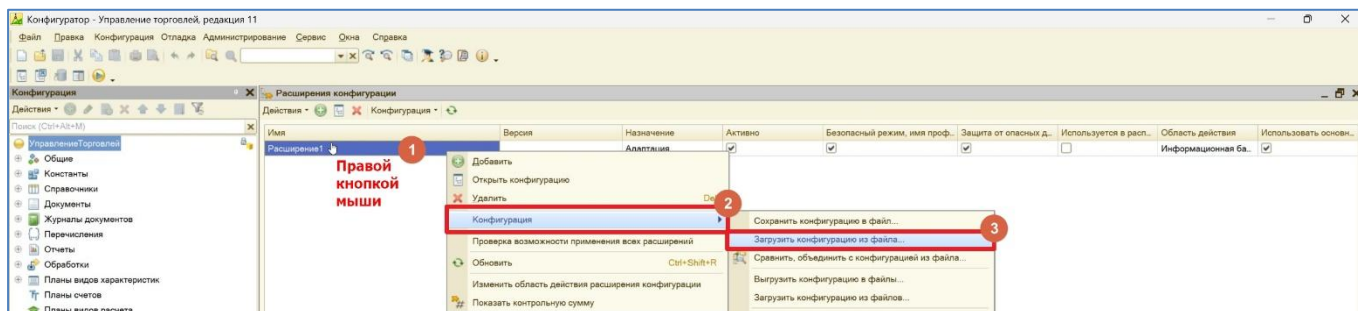 Конфигуратор - Управление торговлей, редакция 11
Файл Правка Конфигурация Отладка Администрирование Сервис Окна Справка
Конфигурация
Действия
Поиск (Ctrl+Alt+M)
УправлениеТорговлей
Общие
Константы
Справочники
Документы
Журналы документов
Перечисления
Отчеты
Обработки
Планы видов характеристик
Планы счетов
Планы видов расчета
Расширения конфигурации
Действия Конфигурация
Имя Версия Назначение Активно Безопасный режим, имя проф... Защита от опасных д... Используется в расп... Область действия Использовать основн...
Расширение1 Адаптация Информационная ба...
1
Правой
кнопкой
мыши
Добавить
Открыть конфигурацию
Удалить De
2
Конфигурация
Проверка возможности применения всех расширений
Обновить Ctrl+Shift+R
Изменить область действия расширения конфигурации
Показать контрольную сумму
Сохранить конфигурацию в файл...
3
Загрузить конфигурацию из файла...
Сравнить, объединить с конфигурацией из файла...
Выгрузить конфигурацию в файлы...
Загрузить конфигурацию из файлов...